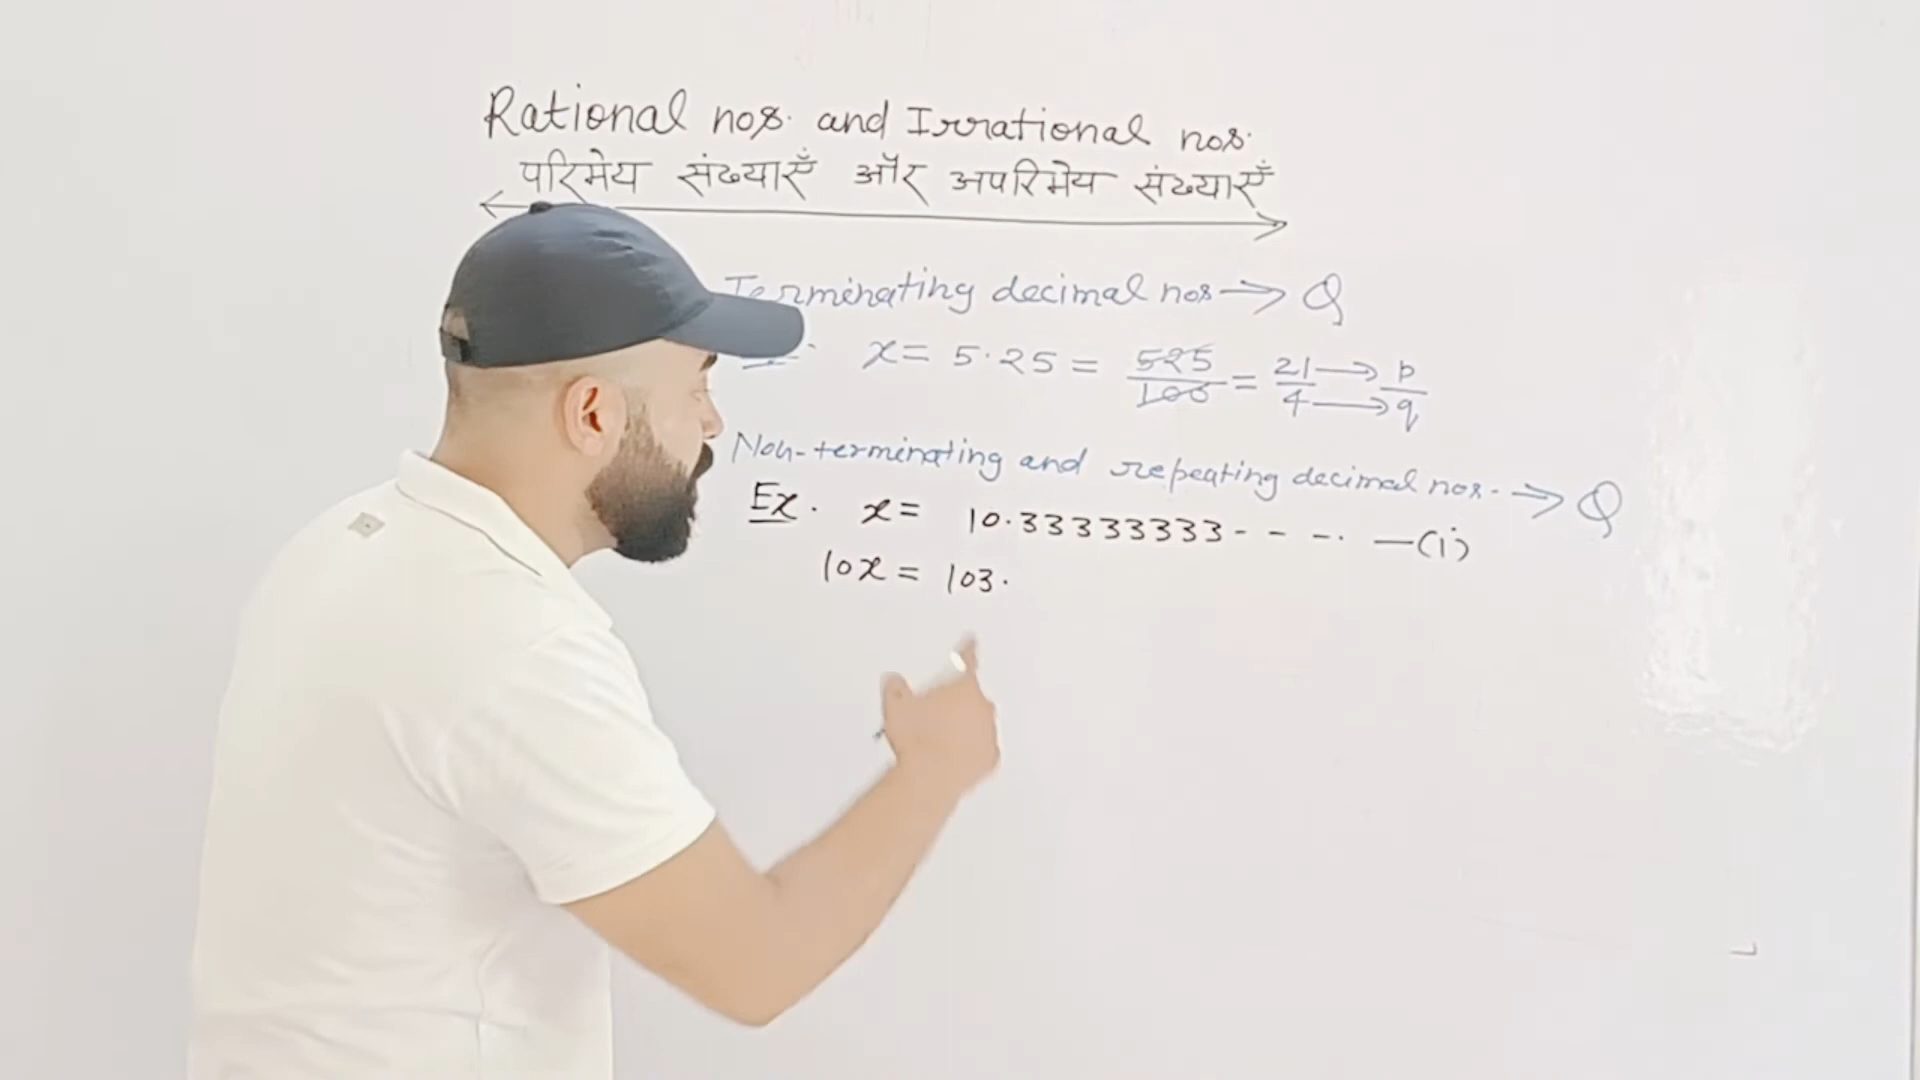 Rational nos. and Irrational nos.
परिमेय संख्याएँ और अपरिमेय संख्याएँ
Terminating decimal nos → Q
x = 5.25 = 525/100 = 21/4 → p/q
Non-terminating and repeating decimal nos. → Q
Ex. x = 10.33333333- - -. —(i)
10x = 103.